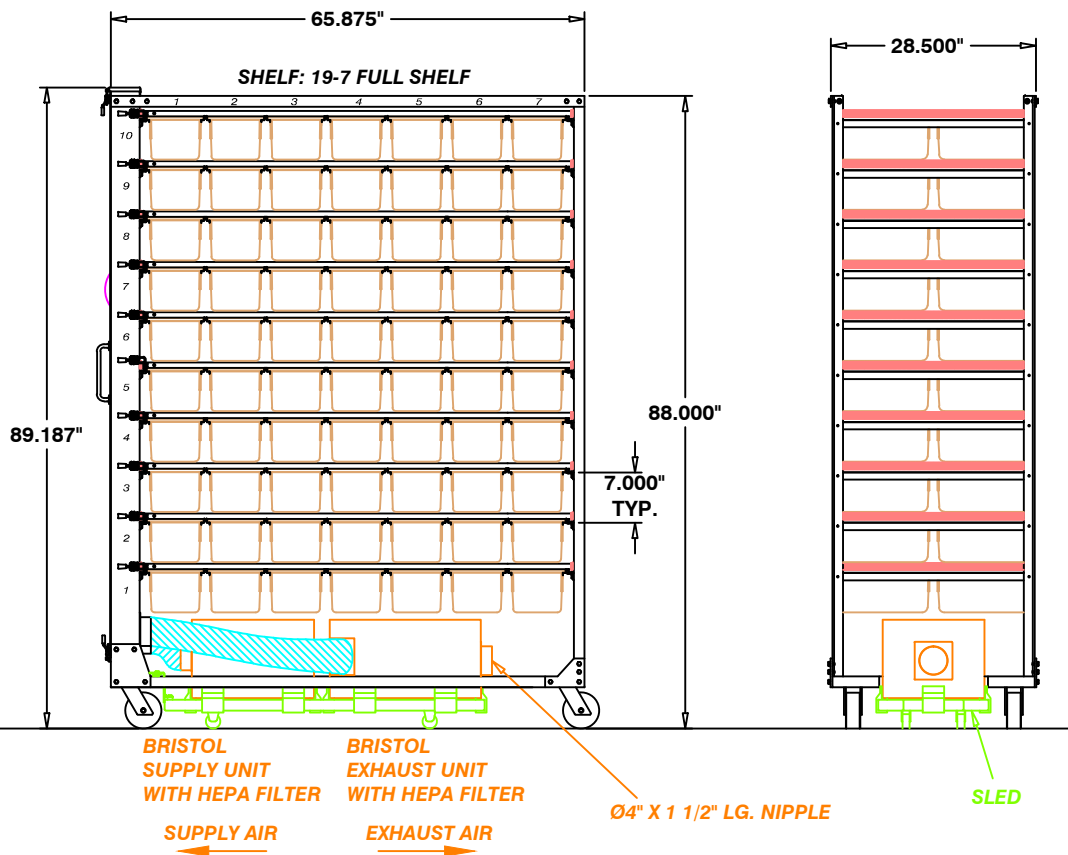 65.875"
28.500"
SHELF: 19-7 FULL SHELF
1 2 3 4 5 6 7
10
9
8
7
6
5
4
3
2
1
89.187"
88.000"
7.000"
TYP.
BRISTOL
SUPPLY UNIT
WITH HEPA FILTER
BRISTOL
EXHAUST UNIT
WITH HEPA FILTER
Ø4" X 1 1/2" LG. NIPPLE
SLED
SUPPLY AIR
EXHAUST AIR